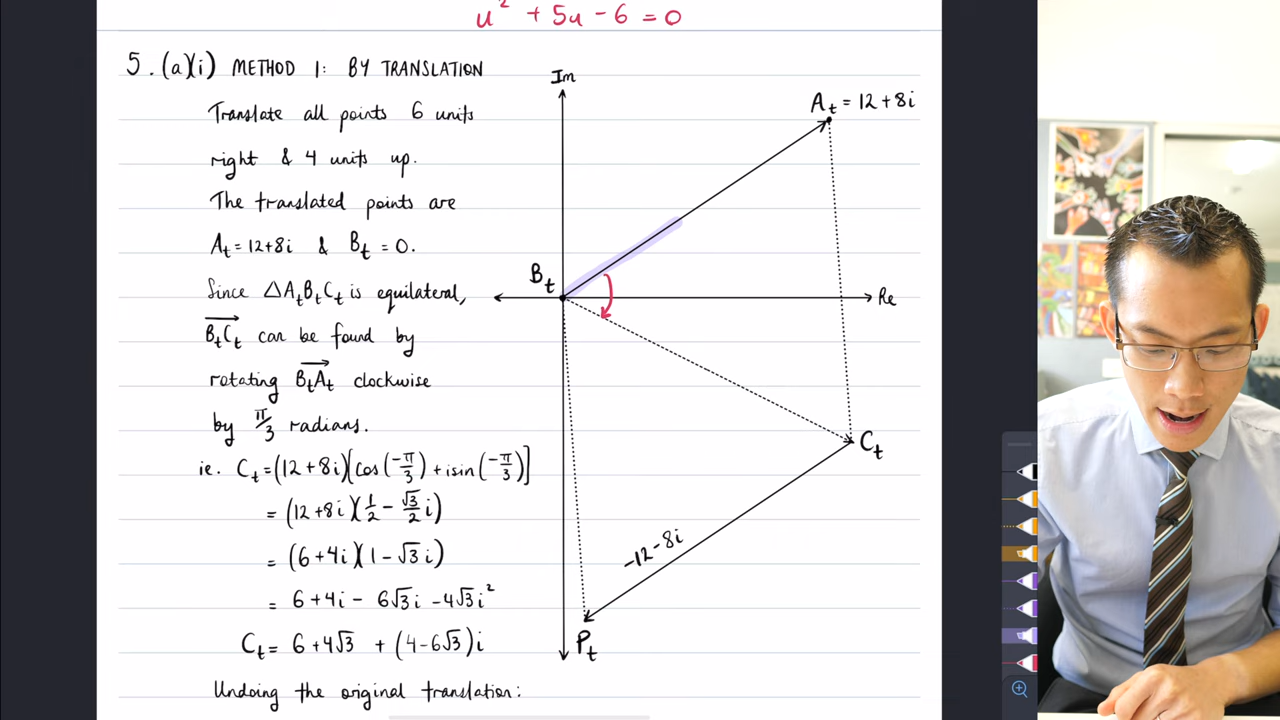 u² + 5u - 6 = 0
5. (a)(i) METHOD 1: BY TRANSLATION
Translate all points 6 units
right & 4 units up.
The translated points are
Aₜ = 12+8i & Bₜ = 0.
Since △AₜBₜCₜ is equilateral,
BₜCₜ can be found by
rotating BₜAₜ clockwise
by π/3 radians.
ie. Cₜ = (12+8i)[cos(-π/3) + isin(-π/3)]
= (12+8i)(1/2 - √3/2 i)
= (6+4i)(1-√3i)
= 6+4i - 6√3i - 4√3i²
Cₜ = 6+4√3 + (4-6√3)i
Undoing the original translation:
Im
Aₜ = 12+8i
Bₜ
Re
Cₜ
-12-8i
Pₜ